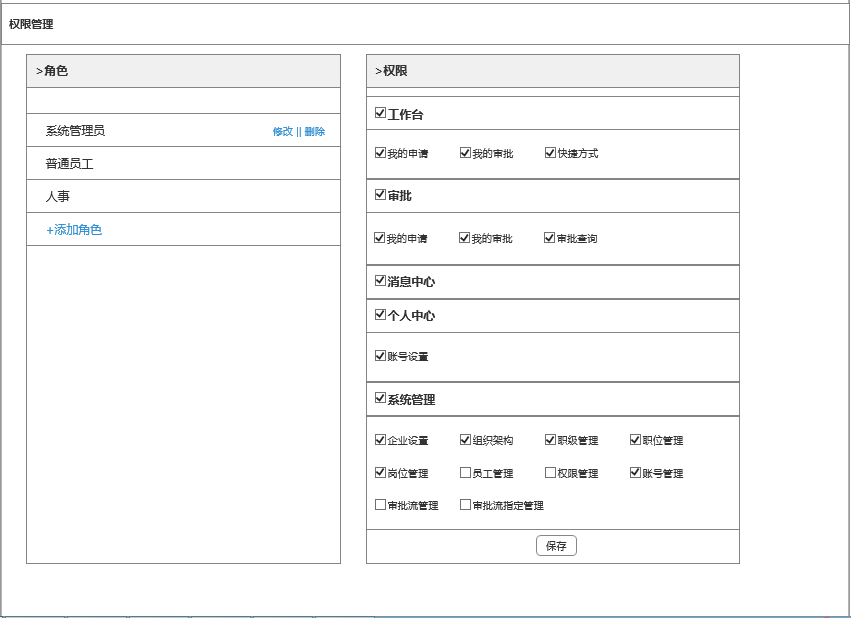 权限管理
>角色
系统管理员 修改 || 删除
普通员工
人事
+添加角色
>权限
工作台
我的申请 我的审批 快捷方式
审批
我的申请 我的审批 审批查询
消息中心
个人中心
账号设置
系统管理
企业设置 组织架构 职级管理 职位管理
岗位管理 员工管理 权限管理 账号管理
审批流管理 审批流指定管理
保存